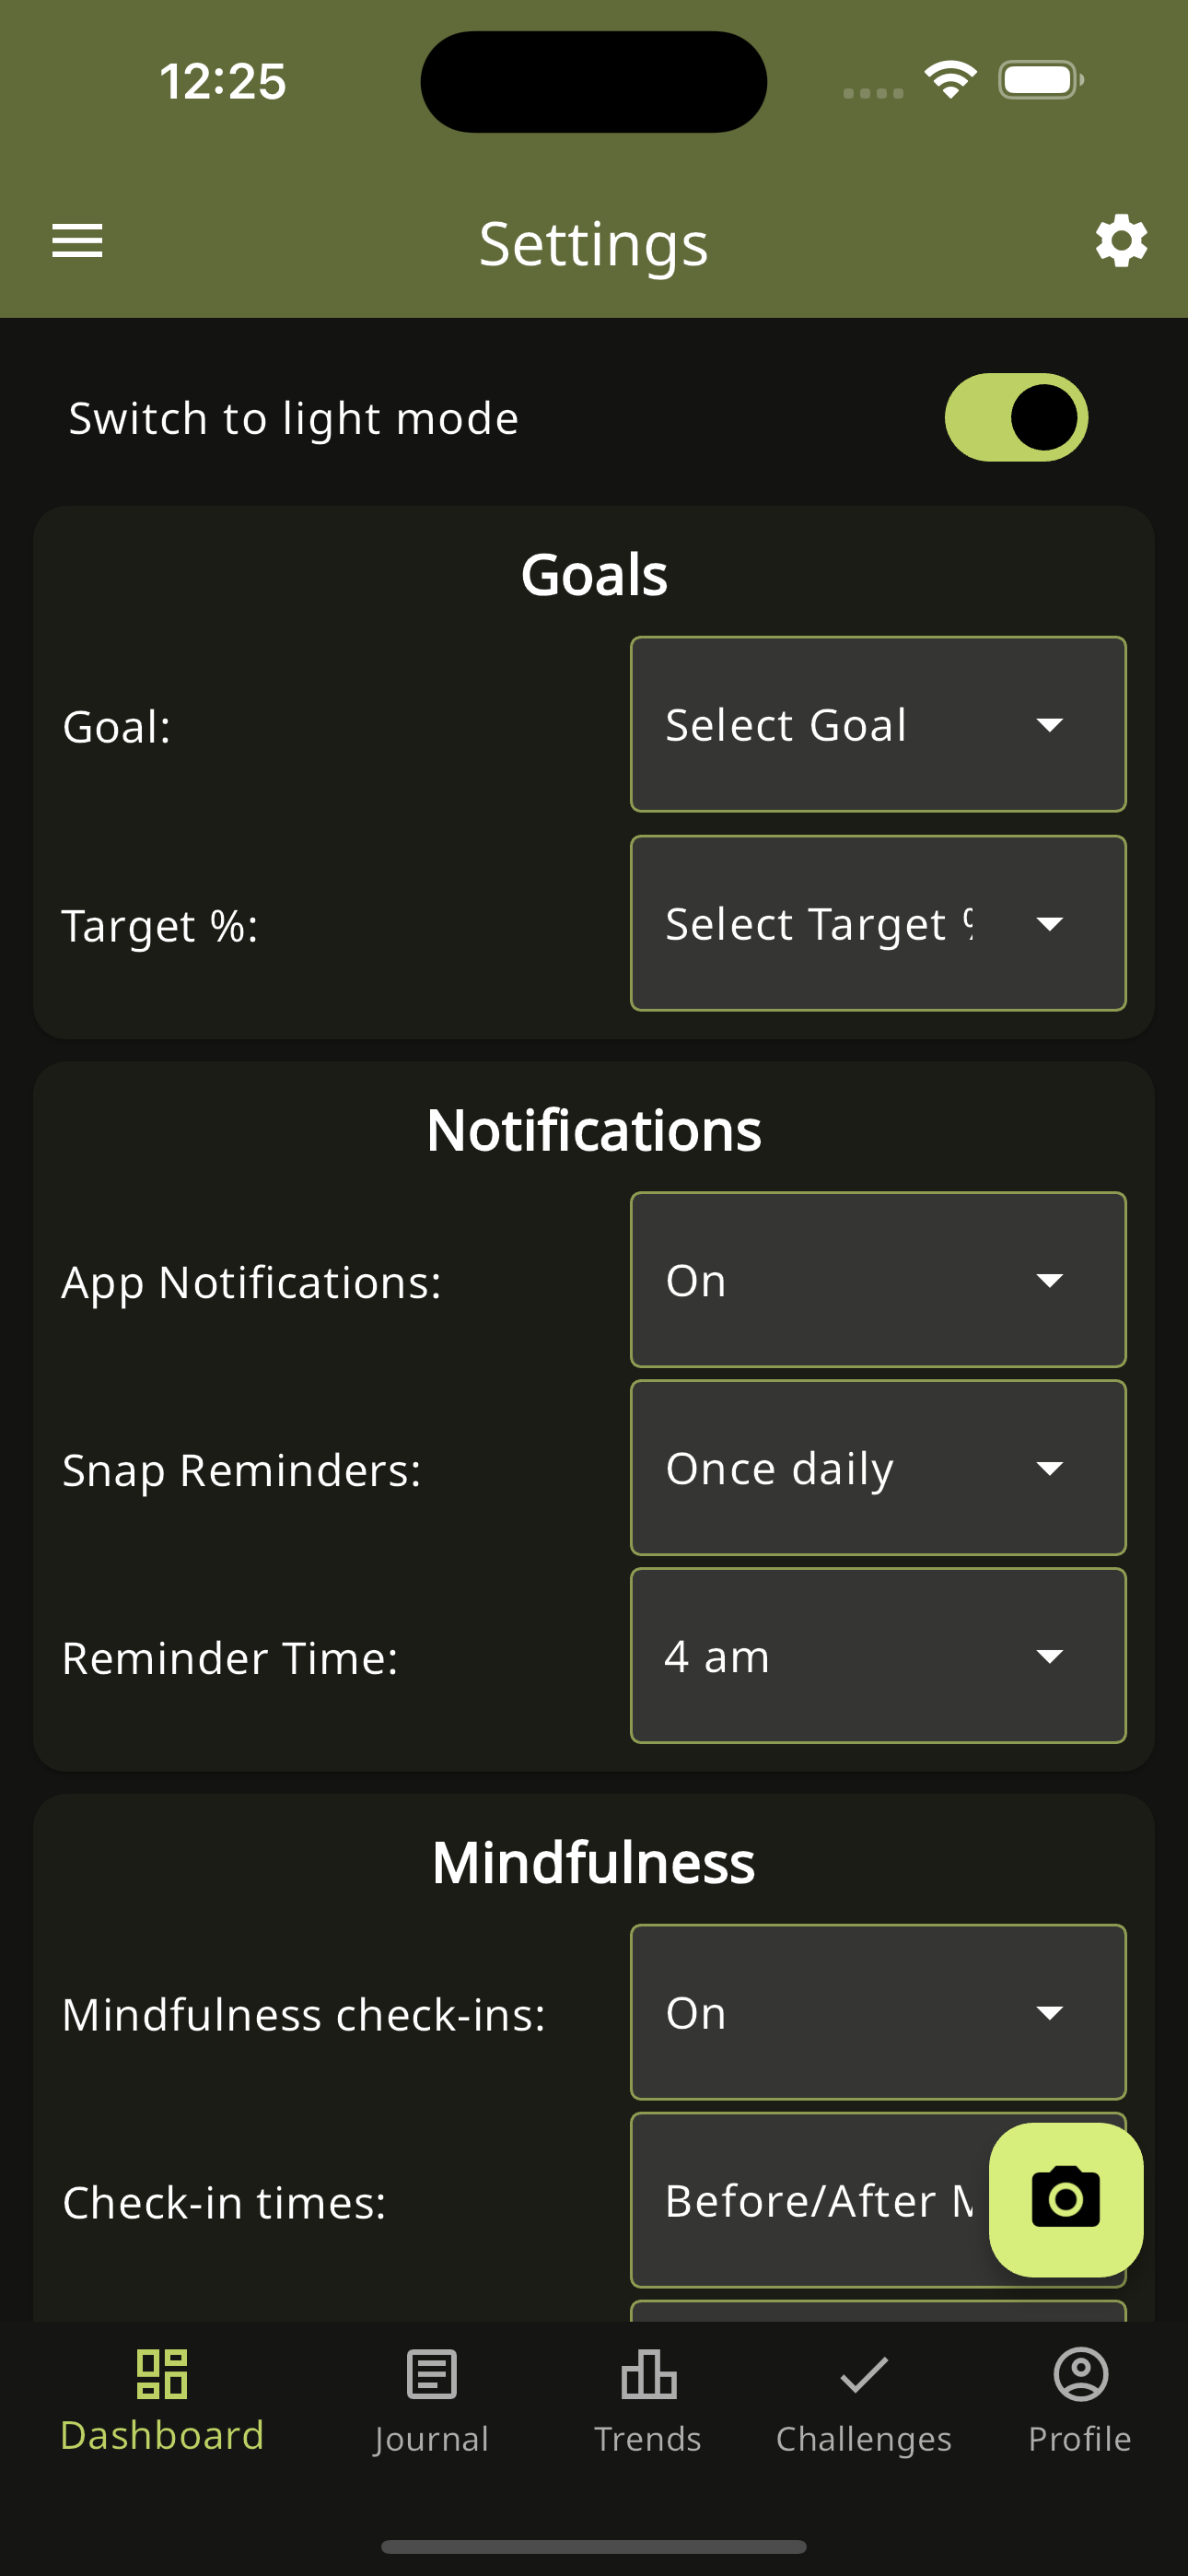 12:25
Settings
Switch to light mode
Goals
Goal:
Select Goal
Target %:
Select Target
Notifications
App Notifications:
On
Snap Reminders:
Once daily
Reminder Time:
4 am
Mindfulness
Mindfulness check-ins:
On
Check-in times:
Before/After
Dashboard
Journal
Trends
Challenges
Profile